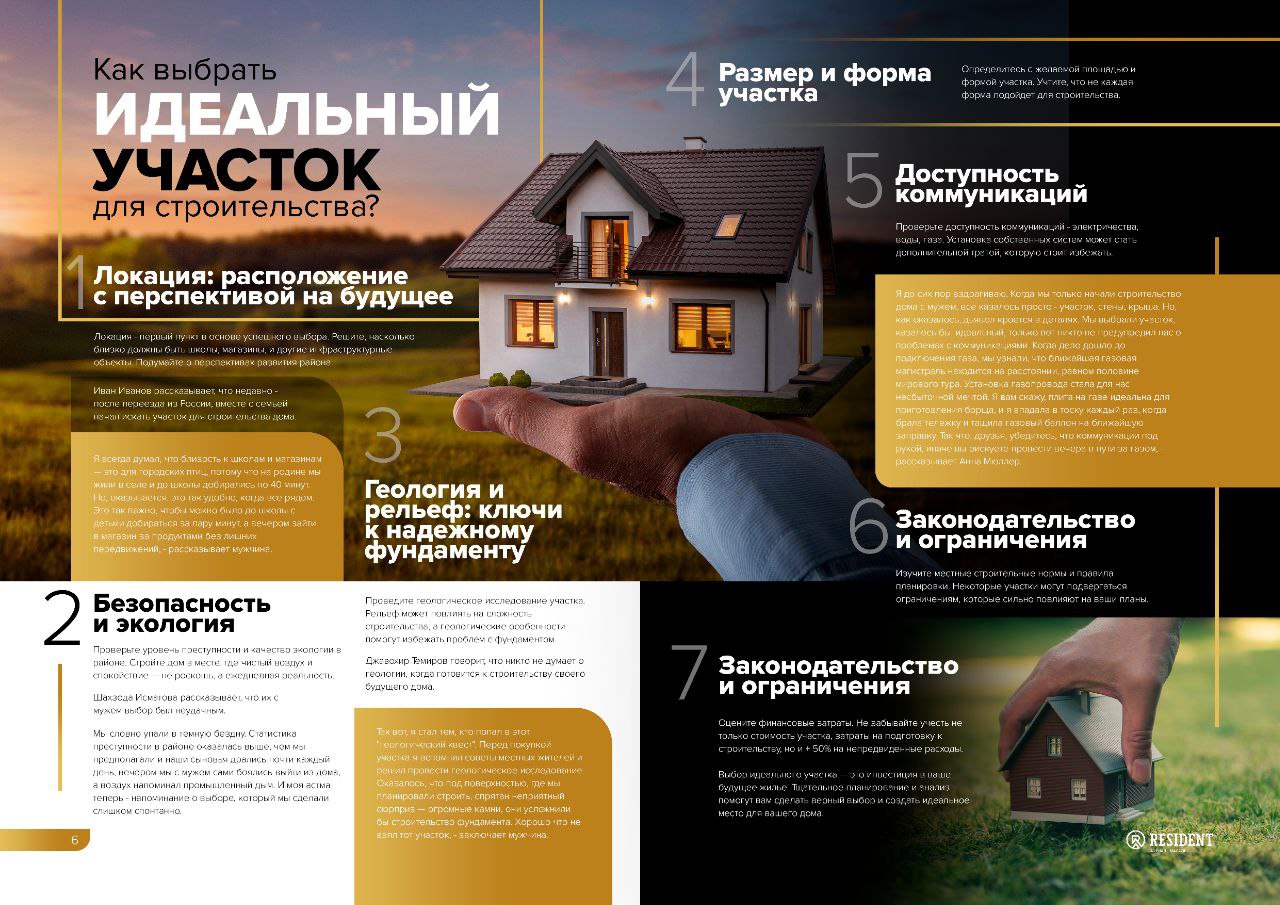 Как выбрать
ИДЕАЛЬНЫЙ
УЧАСТОК
для строительства?
1
Локация: расположение
с перспективой на будущее
Локация - первый пункт в основе успешного выбора. Решите, насколько
близко должны быть школы, магазины, и другие инфраструктурные
объекты. Подумайте о перспективах развития района.
Иван Иванов рассказывает, что недавно -
после переезда из России, вместе с семьей
начал искать участок для строительства дома.
Я всегда думал, что близость к школам и магазинам
— это для городских птиц, потому что на родине мы
жили в селе и до школы добирались по 40 минут.
Но, оказывается, это так удобно, когда все рядом.
Это так важно, чтобы можно было до школы с
детьми добираться за пару минут, а вечером зайти
в магазин за продуктами без лишних
передвижений, - рассказывает мужчина.
2
Безопасность
и экология
Проверьте уровень преступности и качество экологии в
районе. Стройте дом в месте, где чистый воздух и
спокойствие — не роскошь, а ежедневная реальность.
Шахзода Исматова рассказывает, что их с
мужем выбор был неудачным.
Мы словно упали в темную бездну. Статистика
преступности в районе оказалась выше, чем мы
предполагали и наши сыновья дрались почти каждый
день, вечером мы с мужем сами боялись выйти из дома,
а воздух напоминал промышленный дым. И моя астма
теперь - напоминание о выборе, который мы сделали
слишком спонтанно.
6
3
Геология и
рельеф: ключи
к надежному
фундаменту
Проведите геологическое исследование участка.
Рельеф может повлиять на сложность
строительства, а геологические особенности
помогут избежать проблем с фундаментом.
Джавохир Темиров говорит, что никто не думает о
геологии, когда готовится к строительству своего
будущего дома.
Так вот, я стал тем, кто попал в этот
"геологический квест". Перед покупкой
участка я вспомнил советы местных жителей и
решил провести геологическое исследование.
Оказалось, что под поверхностью, где мы
планировали строить, спрятан неприятный
сюрприз — огромные камни, они усложнили
бы строительство фундамента. Хорошо что не
взял тот участок, - заключает мужчина.
4
Размер и форма
участка
Определитесь с желаемой площадью и
формой участка. Учтите, что не каждая
форма подойдет для строительства.
5
Доступность
коммуникаций
Проверьте доступность коммуникаций - электричества,
воды, газа. Установка собственных систем может стать
дополнительной тратой, которую стоит избежать.
Я до сих пор вздрагиваю. Когда мы только начали строительство
дома с мужем, все казалось просто - участок, стены, крыша. Но,
как оказалось, дьявол кроется в деталях. Мы выбрали участок,
казалось бы, идеальный, только вот никто не предупредил нас о
проблемах с коммуникациями. Когда дело дошло до
подключения газа, мы узнали, что ближайшая газовая
магистраль находится на расстоянии, равном половине
мирового тура. Установка газопровода стала для нас
несбыточной мечтой. Я вам скажу, плита на газе идеальна для
приготовления борща, и я впадала в тоску каждый раз, когда
брала тележку и тащила газовый баллон на ближайшую
заправку. Так что, друзья, убедитесь, что коммуникации под
рукой, иначе вы рискуете провести вечера в пути за газом, -
рассказывает Анна Мюллер.
6
Законодательство
и ограничения
Изучите местные строительные нормы и правила
планировки. Некоторые участки могут подвергаться
ограничениям, которые сильно повлияют на ваши планы.
7
Законодательство
и ограничения
Оцените финансовые затраты. Не забывайте учесть не
только стоимость участка, затраты на подготовку к
строительству, но и + 50% на непредвиденные расходы.
Выбор идеального участка — это инвестиция в ваше
будущее жилье. Тщательное планирование и анализ
помогут вам сделать верный выбор и создать идеальное
место для вашего дома.
RESIDENT